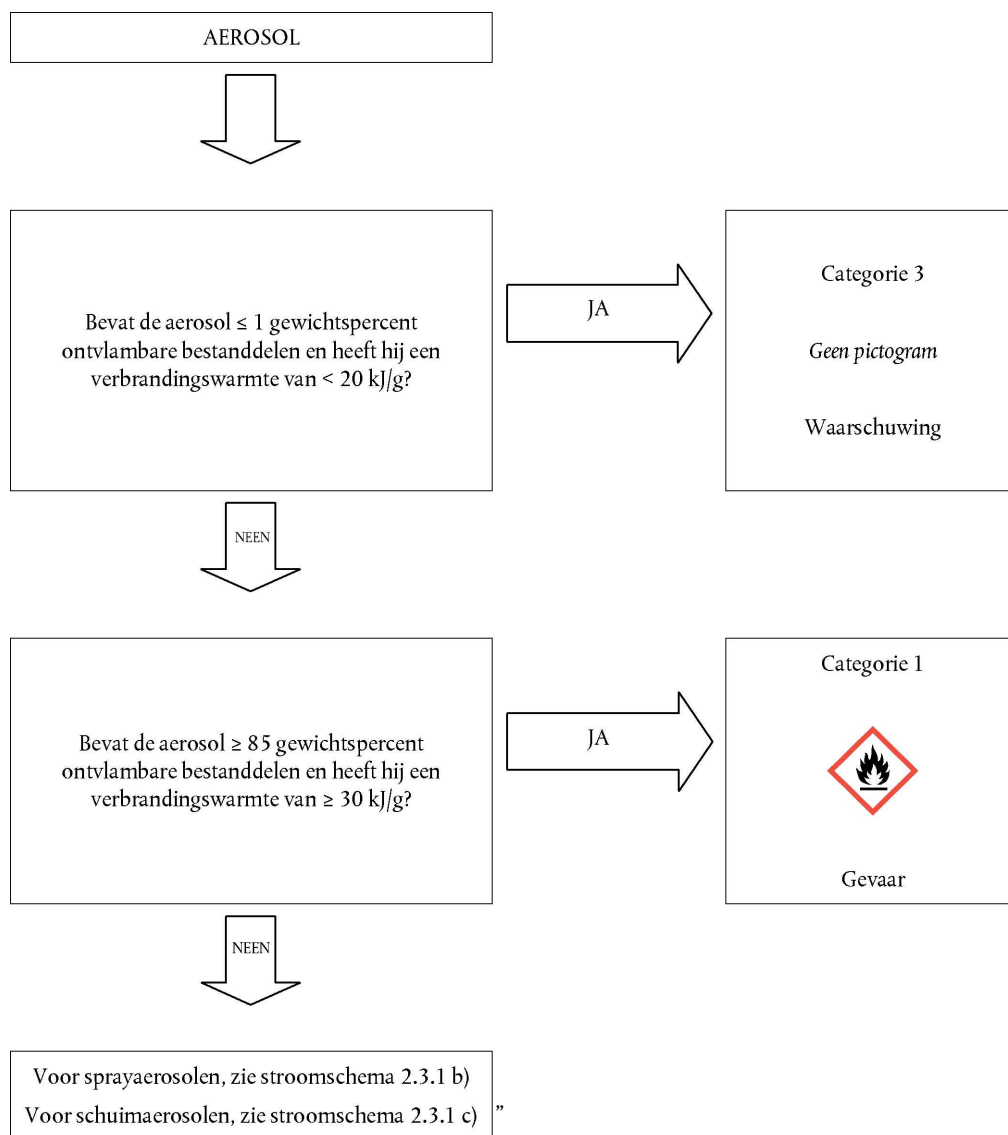 AEROSOL
Bevat de aerosol ≤ 1 gewichtspercent
ontvlambare bestanddelen en heeft hij een
verbrandingswarmte van < 20 kJ/g?
JA
Categorie 3
Geen pictogram
Waarschuwing
NEEN
Bevat de aerosol ≥ 85 gewichtspercent
ontvlambare bestanddelen en heeft hij een
verbrandingswarmte van ≥ 30 kJ/g?
JA
Categorie 1
Gevaar
NEEN
Voor sprayaerosolen, zie stroomschema 2.3.1 b)
Voor schuimaerosolen, zie stroomschema 2.3.1 c) ”